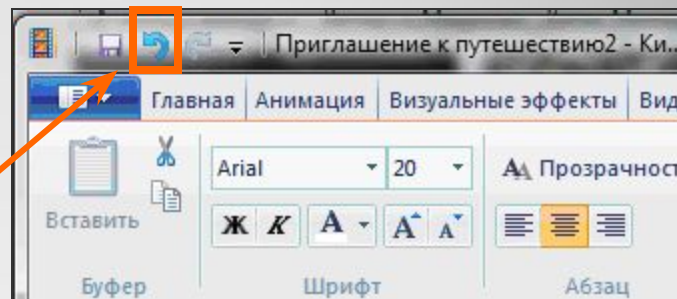 Приглашение к путешествию2 - Ки...
Главная Анимация Визуальные эффекты Вид
Arial 20 Прозрачност
Вставить Ж К А А А
Буфер Шрифт Абзац